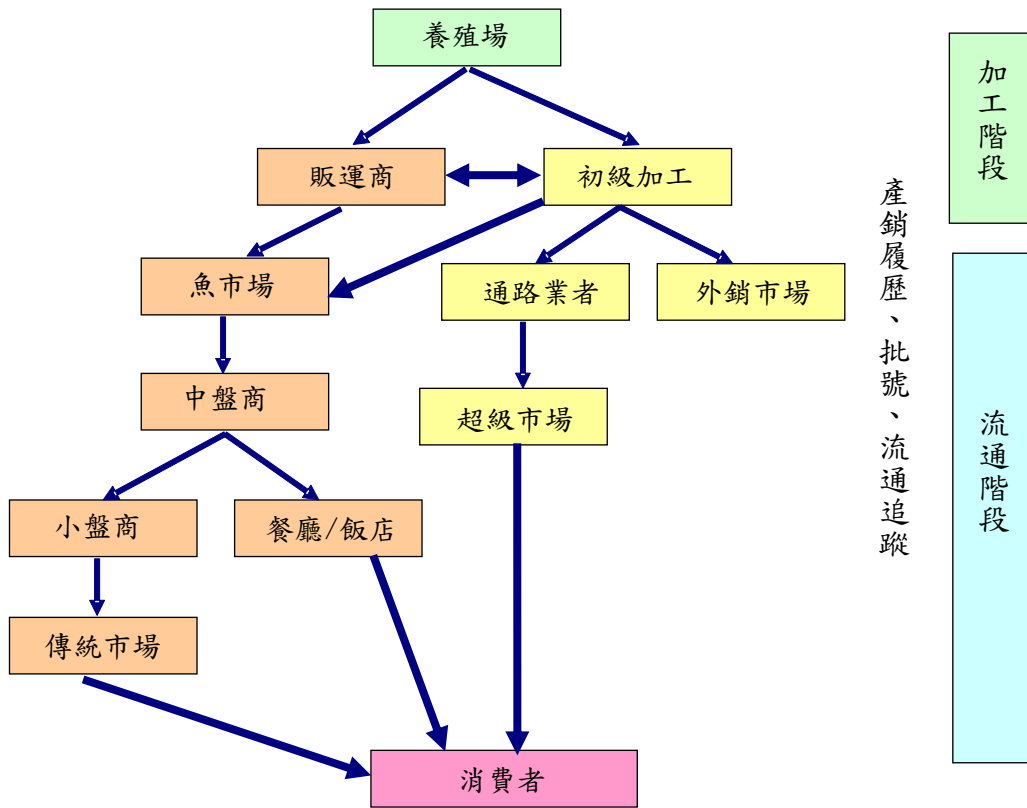 養殖場
販運商
初級加工
魚市場
通路業者
外銷市場
中盤商
超級市場
小盤商
餐廳/飯店
傳統市場
消費者
產銷履歷、批號、流通追蹤
加工階段
流通階段